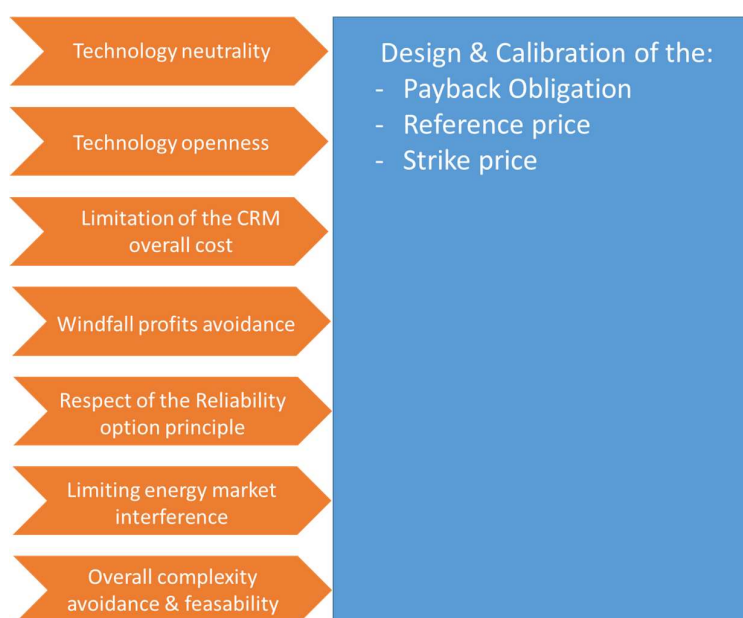 Technology neutrality
Technology openness
Limitation of the CRM
overall cost
Windfall profits avoidance
Respect of the Reliability
option principle
Limiting energy market
interference
Overall complexity
avoidance & feasability
Design & Calibration of the:
- Payback Obligation
- Reference price
- Strike price